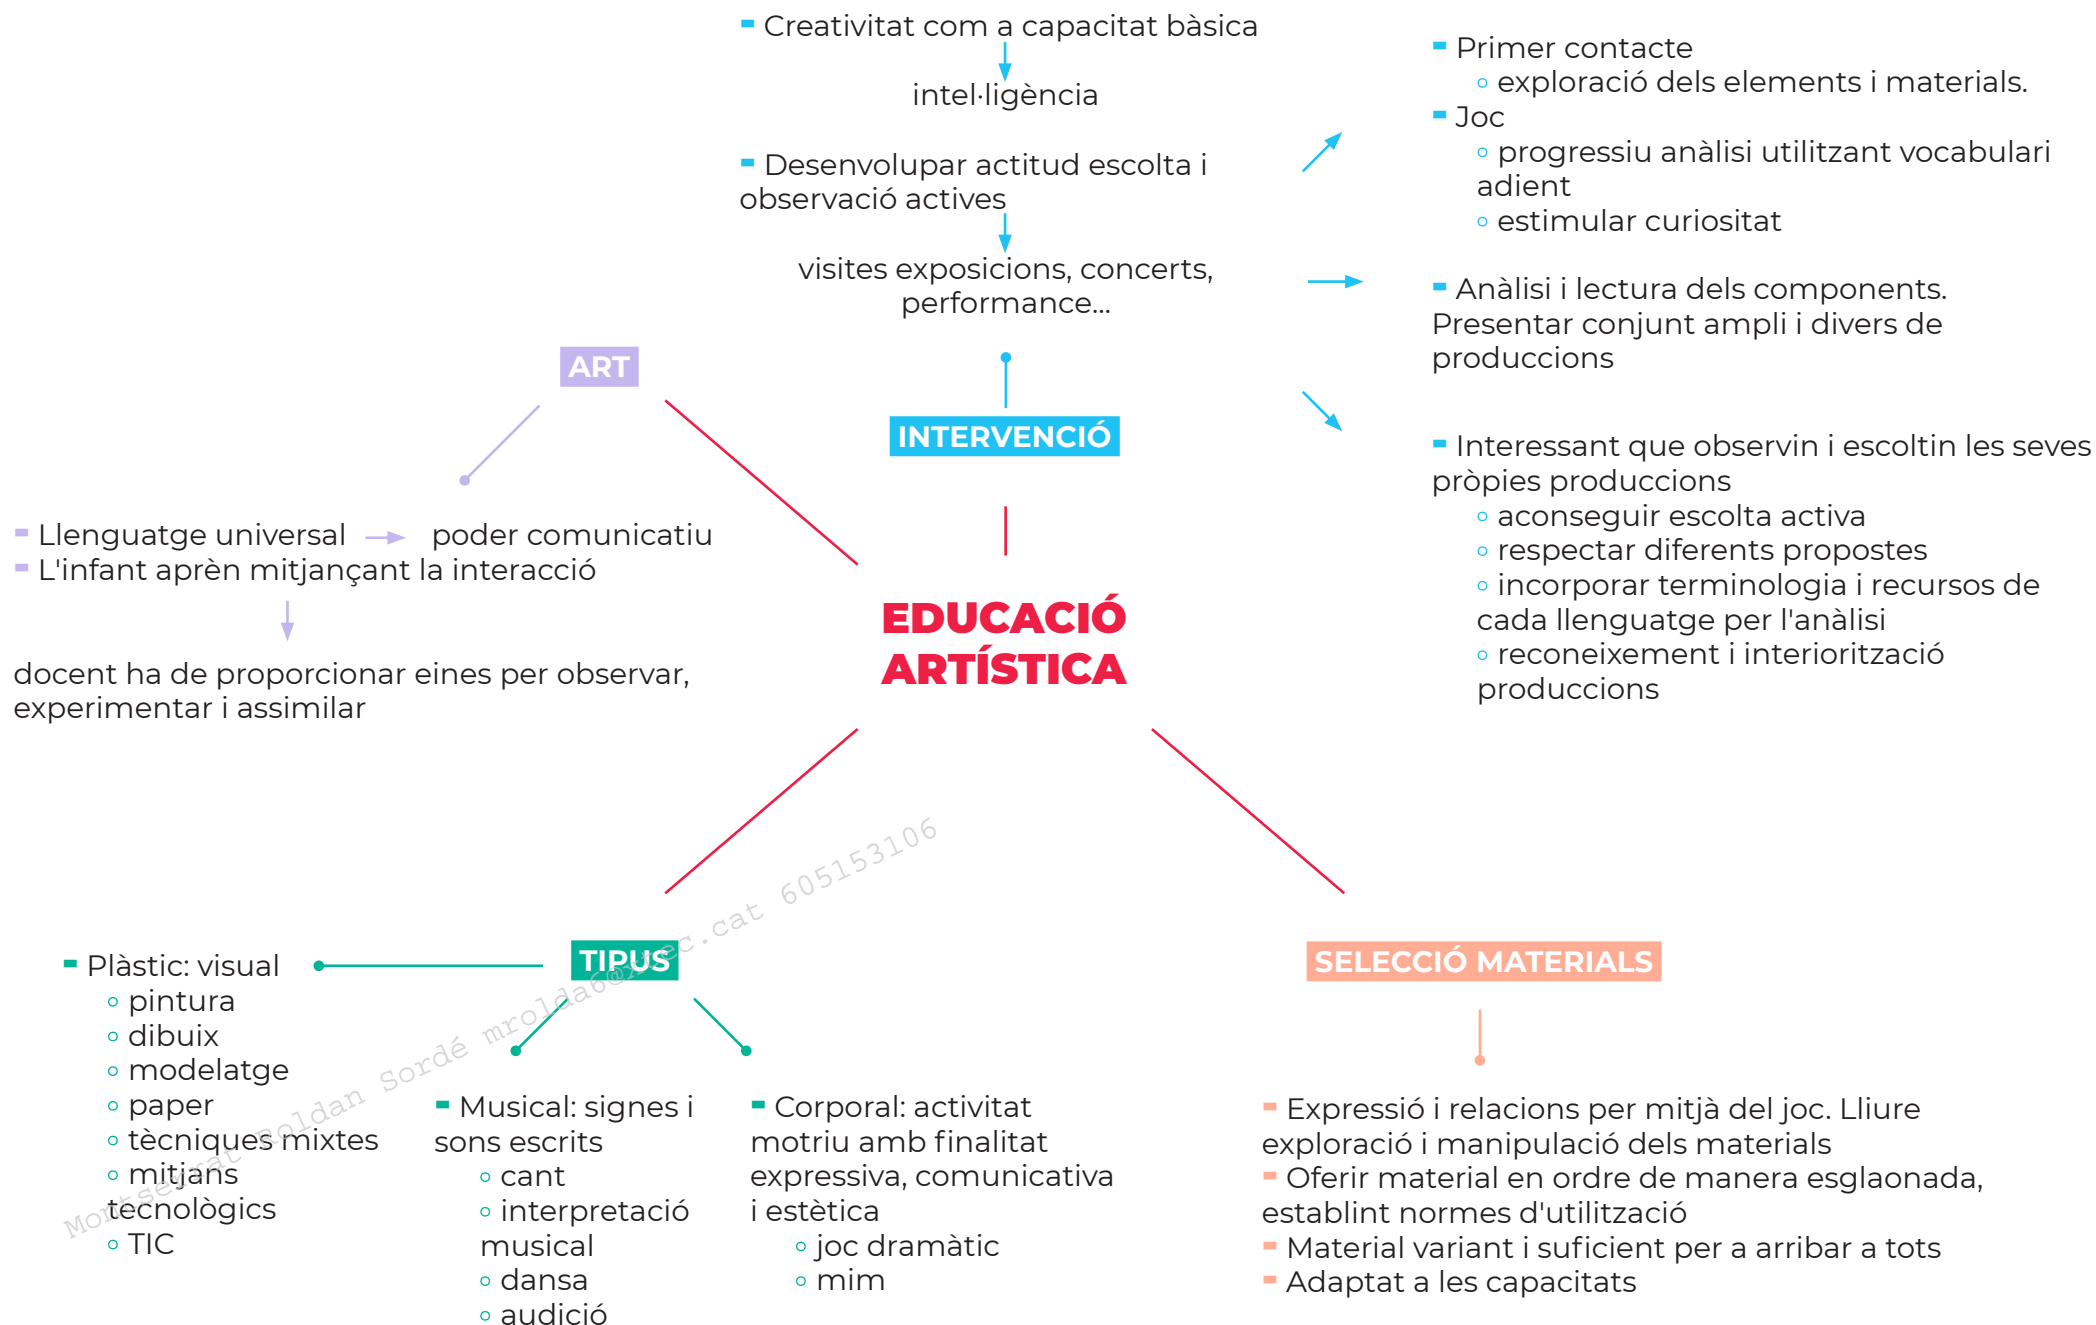 Creativitat com a capacitat bàsica
intel·ligència
Desenvolupar actitud escolta i
observació actives
visites exposicions, concerts,
performance...
INTERVENCIÓ
Primer contacte
exploració dels elements i materials.
Joc
progressiu anàlisi utilitzant vocabulari
adient
estimular curiositat
Anàlisi i lectura dels components.
Presentar conjunt ampli i divers de
produccions
Interessant que observin i escoltin les seves
pròpies produccions
aconseguir escolta activa
respectar diferents propostes
incorporar terminologia i recursos de
cada llenguatge per l'anàlisi
reconeixement i interiorització
produccions
ART
Llenguatge universal
poder comunicatiu
L'infant aprèn mitjançant la interacció
docent ha de proporcionar eines per observar,
experimentar i assimilar
EDUCACIÓ
ARTÍSTICA
TIPUS
Plàstic: visual
pintura
dibuix
modelatge
paper
tècniques mixtes
mitjans
tecnològics
TIC
Musical: signes i
sons escrits
cant
interpretació
musical
dansa
audició
Corporal: activitat
motriu amb finalitat
expressiva, comunicativa
i estètica
joc dramàtic
mim
SELECCIÓ MATERIALS
Expressió i relacions per mitjà del joc. Lliure
exploració i manipulació dels materials
Oferir material en ordre de manera esglaonada,
establint normes d'utilització
Material variant i suficient per a arribar a tots
Adaptat a les capacitats
Montserrat Roldan Sordé mrolda6@xtec.cat 605153106